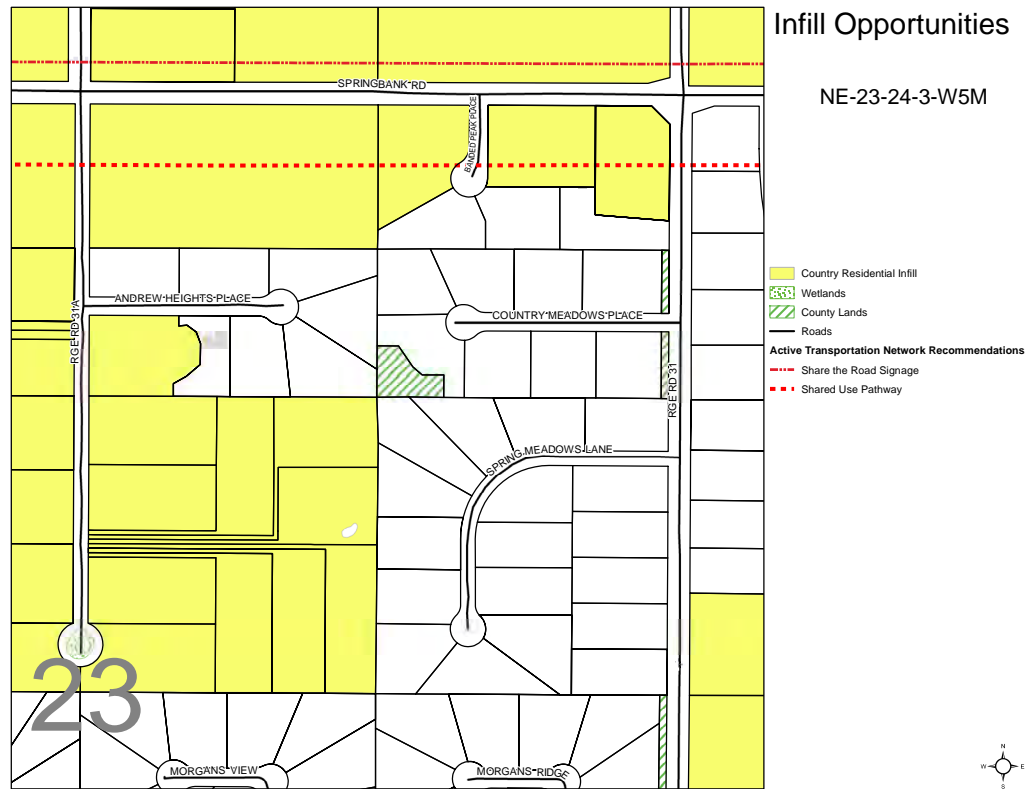 Infill Opportunities
NE-23-24-3-W5M
SPRINGBANK RD
BANDED PEAK PLACE
ANDREW HEIGHTS PLACE
COUNTRY MEADOWS PLACE
RGE RD 31A
RGE RD 31
SPRING MEADOWS LANE
23
MORGANS VIEW
MORGANS RIDGE
Country Residential Infill
Wetlands
County Lands
Roads
Active Transportation Network Recommendations
Share the Road Signage
Shared Use Pathway
N
W
E
S